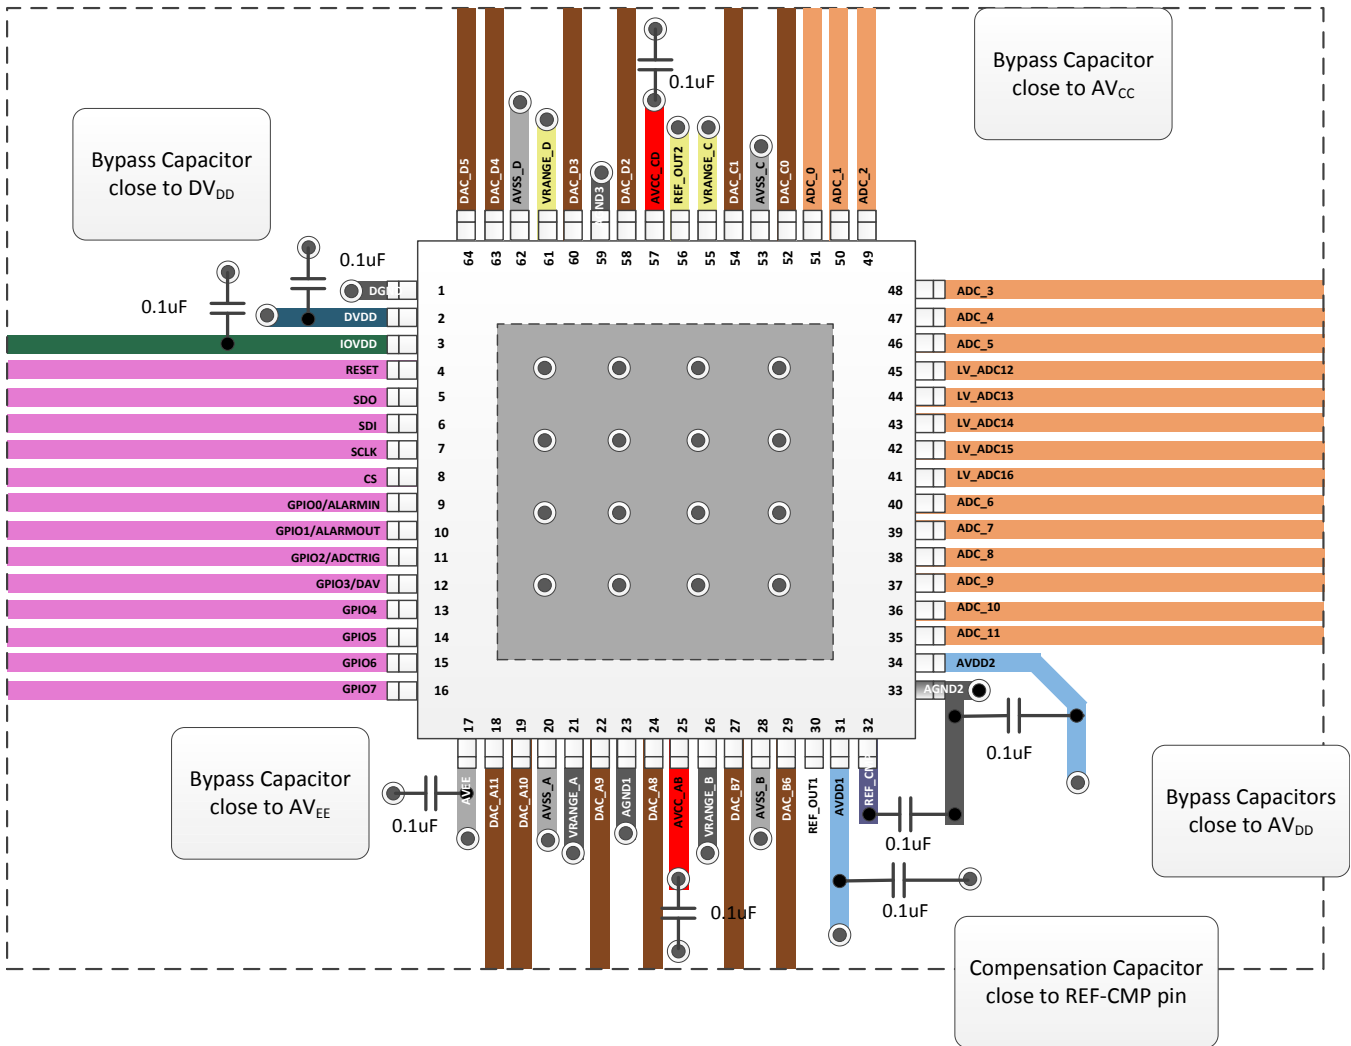 Bypass Capacitor
close to AVCC
0.1uF
Bypass Capacitor
close to DVDD
DAC_D5
DAC_D4
AVSS_D
VRANGE_D
DAC_D3
DAC_D2
AVCC_CD
REF_OUT2
VRANGE_C
DAC_C1
AVSS_C
DAC_C0
ADC_0
ADC_1
ADC_2
64
63
62
61
60
59
58
57
56
55
54
53
52
51
50
49
0.1uF
0.1uF
1
DVDD 2
IOVDD 3
RESET 4
SDO 5
SDI 6
SCLK 7
CS 8
GPIO0/ALARMIN 9
GPIO1/ALARMOUT 10
GPIO2/ADCTRIG 11
GPIO3/DAV 12
GPIO4 13
GPIO5 14
GPIO6 15
GPIO7 16
48 ADC_3
47 ADC_4
46 ADC_5
45 LV_ADC12
44 LV_ADC13
43 LV_ADC14
42 LV_ADC15
41 LV_ADC16
40 ADC_6
39 ADC_7
38 ADC_8
37 ADC_9
36 ADC_10
35 ADC_11
34 AVDD2
33 AGND2
0.1uF
17
18
19
20
21
22
23
24
25
26
27
28
29
30
31
32
AVEE
DAC_A11
DAC_A10
AVSS_A
VRANGE_A
DAC_A9
AGND1
DAC_A8
AVCC_AB
VRANGE_B
DAC_B7
AVSS_B
DAC_B6
REF_OUT1
AVDD1
Bypass Capacitor
close to AVEE
0.1uF
0.1uF
0.1uF
0.1uF
Bypass Capacitors
close to AVDD
Compensation Capacitor
close to REF-CMP pin